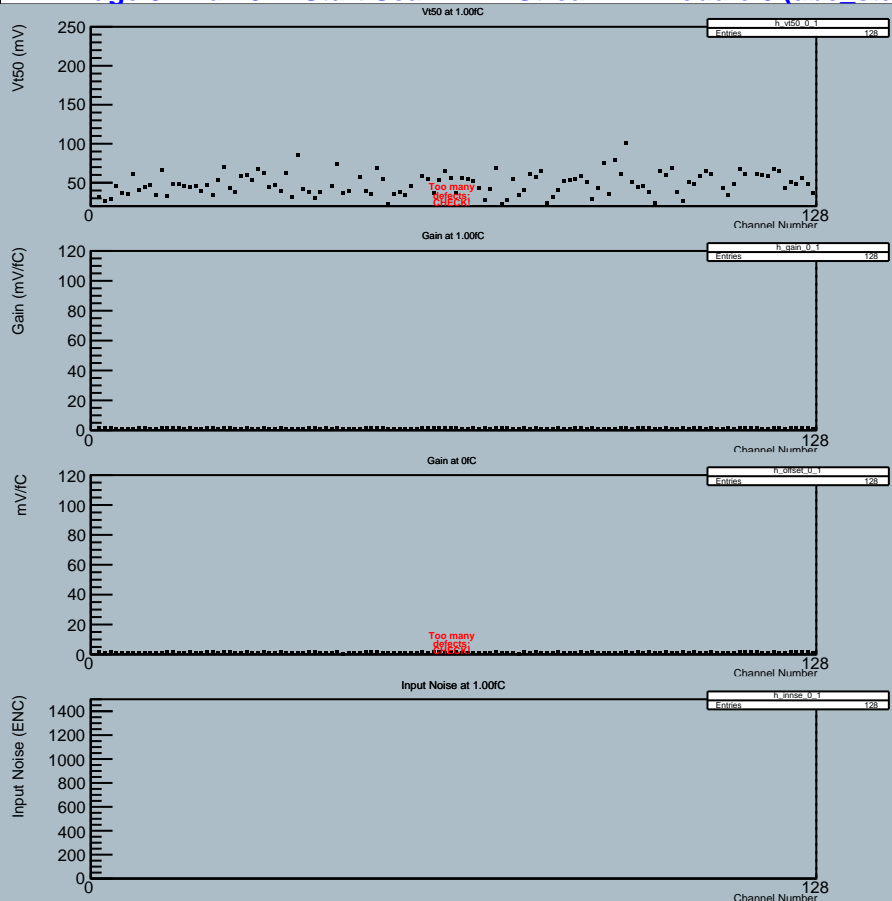 Vt50 at 1.00fC
h_vt50_0_1
Entries 128
Vt50 (mV)
250
200
150
100
50
Too many
defects:
CHECK!
0
128
Channel Number
Gain at 1.00fC
h_gain_0_1
Entries 128
Gain (mV/fC)
120
100
80
60
40
20
0
0
128
Channel Number
Gain at 0fC
h_offset_0_1
Entries 128
mV/fC
120
100
80
60
40
20
0
Too many
defects:
CHECK!
0
128
Channel Number
Input Noise at 1.00fC
h_innse_0_1
Entries 128
Input Noise (ENC)
1400
1200
1000
800
600
400
200
0
0
128
Channel Number